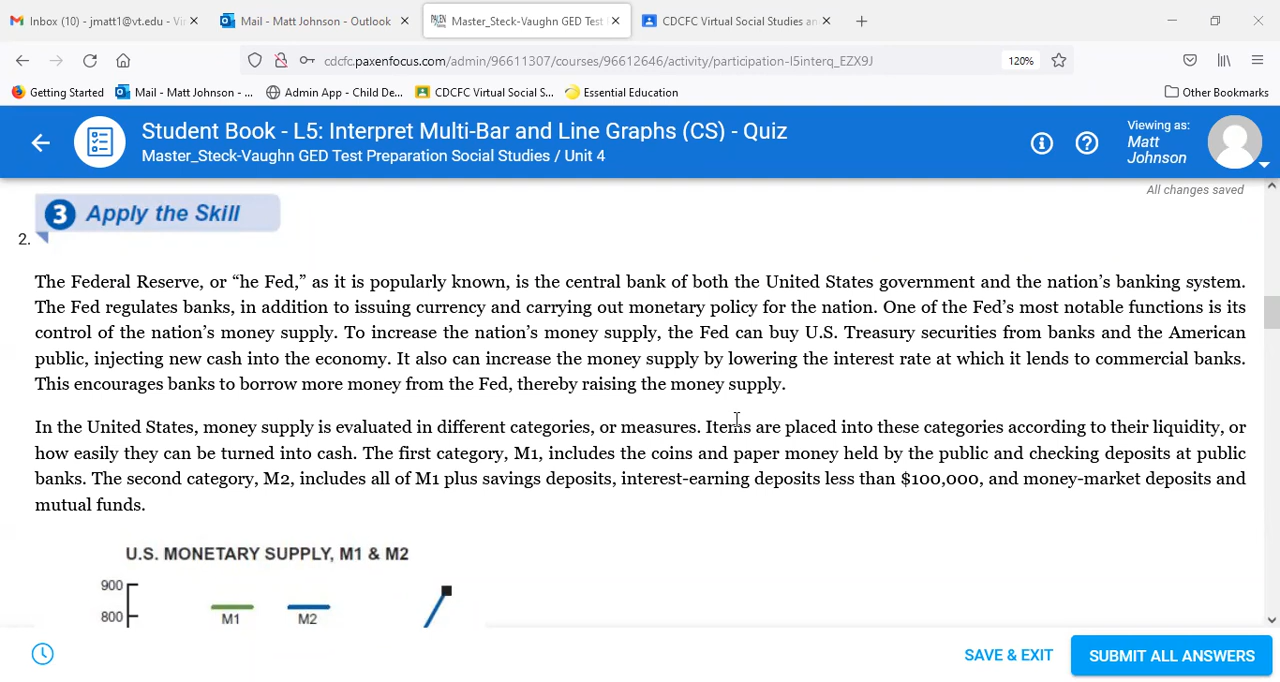 Inbox (10) - jmatt1@vt.edu - Vi
Mail - Matt Johnson - Outlook
PAXEN
Master_Steck-Vaughn GED Test
CDCFC Virtual Social Studies an
cdcfc.paxenfocus.com/admin/96611307/courses/96612646/activity/participation-l5interq_EZX9J
120%
Getting Started
Mail - Matt Johnson - ...
Admin App - Child De...
CDCFC Virtual Social S...
Essential Education
Other Bookmarks
Student Book - L5: Interpret Multi-Bar and Line Graphs (CS) - Quiz
Master_Steck-Vaughn GED Test Preparation Social Studies / Unit 4
Viewing as:
Matt
Johnson
All changes saved
3 Apply the Skill
2.
The Federal Reserve, or “he Fed,” as it is popularly known, is the central bank of both the United States government and the nation’s banking system.
The Fed regulates banks, in addition to issuing currency and carrying out monetary policy for the nation. One of the Fed’s most notable functions is its
control of the nation’s money supply. To increase the nation’s money supply, the Fed can buy U.S. Treasury securities from banks and the American
public, injecting new cash into the economy. It also can increase the money supply by lowering the interest rate at which it lends to commercial banks.
This encourages banks to borrow more money from the Fed, thereby raising the money supply.
In the United States, money supply is evaluated in different categories, or measures. Items are placed into these categories according to their liquidity, or
how easily they can be turned into cash. The first category, M1, includes the coins and paper money held by the public and checking deposits at public
banks. The second category, M2, includes all of M1 plus savings deposits, interest-earning deposits less than $100,000, and money-market deposits and
mutual funds.
U.S. MONETARY SUPPLY, M1 & M2
900
800
M1
M2
SAVE & EXIT
SUBMIT ALL ANSWERS